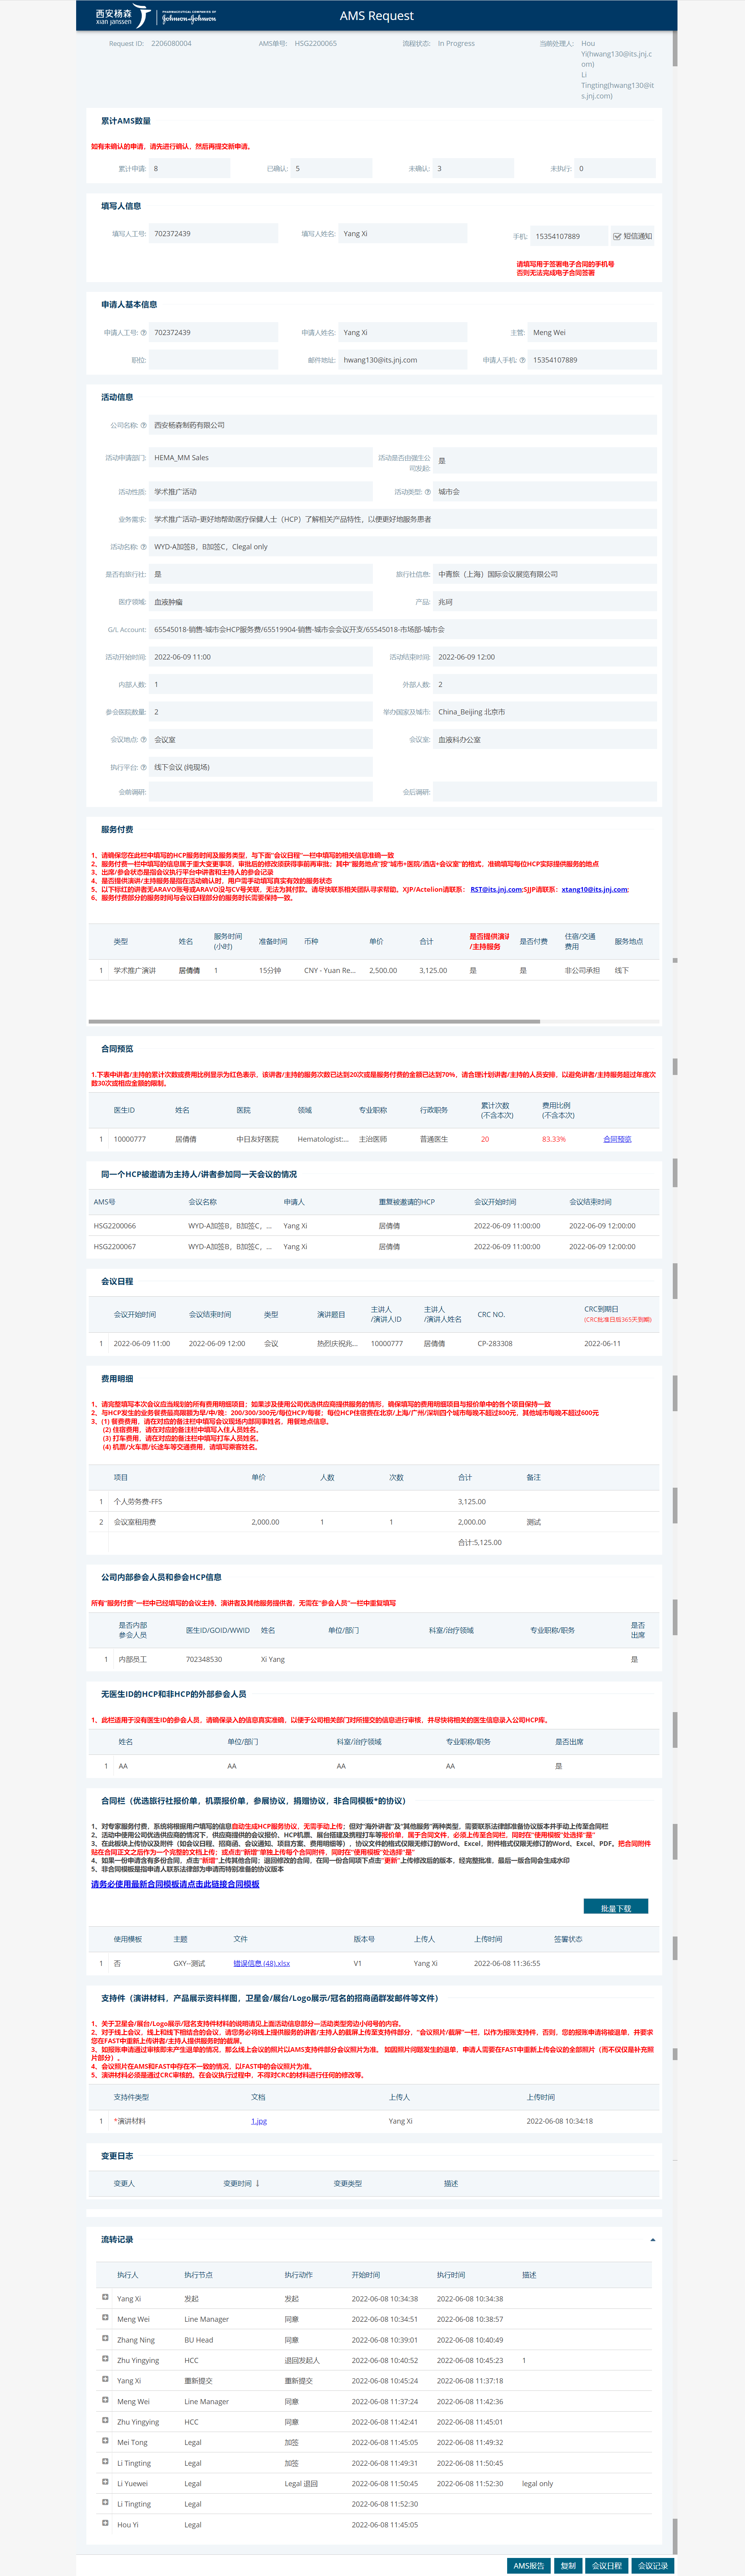 西安杨森 xian janssen PHARMACEUTICAL COMPANIES OF Johnson&Johnson
AMS Request
Request ID: 2206080004 AMS单号: HSG2200065 流程状态: In Progress 当前处理人: Hou
Yi(hwang130@its.jnj.c
om)
Li
Tingting(hwang130@it
s.jnj.com)
累计AMS数量
如有未确认的申请，请先进行确认，然后再提交新申请。
累计申请: 8 已确认: 5 未确认: 3 未执行: 0
填写人信息
填写人工号: 702372439 填写人姓名: Yang Xi 手机: 15354107889 短信通知
请填写用于签署电子合同的手机号
否则无法完成电子合同签署
申请人基本信息
申请人工号: 702372439 申请人姓名: Yang Xi 主管: Meng Wei
职位: 邮件地址: hwang130@its.jnj.com 申请人手机: 15354107889
活动信息
公司名称: 西安杨森制药有限公司
活动申请部门: HEMA_MM Sales 活动是否由强生公
司发起: 是
活动性质: 学术推广活动 活动类型: 城市会
业务需求: 学术推广活动–更好地帮助医疗保健人士（HCP）了解相关产品特性，以便更好地服务患者
活动名称: WYD-A加签B，B加签C，Clegal only
是否有旅行社: 是 旅行社信息: 中青旅（上海）国际会议展览有限公司
医疗领域: 血液肿瘤 产品: 兆珂
G/L Account: 65545018-销售-城市会HCP服务费/65519904-销售-城市会会议开支/65545018-市场部-城市会
活动开始时间: 2022-06-09 11:00 活动结束时间: 2022-06-09 12:00
内部人数: 1 外部人数: 2
参会医院数量: 2 举办国家及城市: China_Beijing 北京市
会议地点: 会议室 会议室: 血液科办公室
执行平台: 线下会议 (纯现场)
会前调研: 会后调研:
服务付费
1、请确保您在此栏中填写的HCP服务时间及服务类型，与下面"会议日程"一栏中填写的相关信息准确一致
2、服务付费一栏中填写的信息属于重大变更事项，审批后的修改须获得事前再审批；其中"服务地点"按"城市+医院/酒店+会议室"的格式，准确填写每位HCP实际提供服务的地点
3、出席/参会状态是指会议执行平台中讲者和主持人的参会记录
4、是否提供演讲/主持服务是指在活动确认时，用户需手动填写真实有效的服务状态
5、以下标红的讲者无ARAVO账号或ARAVO没与CV号关联，无法为其付款。请尽快联系相关团队寻求帮助。XJP/Actelion请联系： RST@its.jnj.com;SJJP请联系：xtang10@its.jnj.com;
6、服务付费部分的服务时间与会议日程部分的服务时长需要保持一致。
类型 姓名 服务时间
(小时) 准备时间 币种 单价 合计 是否提供演讲
/主持服务 是否付费 住宿/交通
费用 服务地点
1 学术推广演讲 居倩倩 1 15分钟 CNY - Yuan Re... 2,500.00 3,125.00 是 是 非公司承担 线下
合同预览
1.下表中讲者/主持的累计次数或费用比例显示为红色表示，该讲者/主持的服务次数已达到20次或是服务付费的金额已达到70%，请合理计划讲者/主持的人员安排，以避免讲者/主持服务超过年度次
数30次或相应金额的限制。
医生ID 姓名 医院 领域 专业职称 行政职务 累计次数
(不含本次) 费用比例
(不含本次)
1 10000777 居倩倩 中日友好医院 Hematologist;... 主治医师 普通医生 20 83.33% 合同预览
同一个HCP被邀请为主持人/讲者参加同一天会议的情况
AMS号 会议名称 申请人 重复被邀请的HCP 会议开始时间 会议结束时间
HSG2200066 WYD-A加签B，B加签C，... Yang Xi 居倩倩 2022-06-09 11:00:00 2022-06-09 12:00:00
HSG2200067 WYD-A加签B，B加签C，... Yang Xi 居倩倩 2022-06-09 11:00:00 2022-06-09 12:00:00
会议日程
会议开始时间 会议结束时间 类型 演讲题目 主讲人
/演讲人ID 主讲人
/演讲人姓名 CRC NO. CRC到期日
(CRC批准日后365天到期)
1 2022-06-09 11:00 2022-06-09 12:00 会议 热烈庆祝兆... 10000777 居倩倩 CP-283308 2022-06-11
费用明细
1、请完整填写本次会议应当规划的所有费用明细项目；如果涉及使用公司优选供应商提供服务的情形，确保填写的费用明细项目与报价单中的各个项目保持一致
2、与HCP发生的业务餐费最高限额为早/中/晚：200/300/300元/每位HCP/每餐；每位HCP住宿费在北京/上海/广州/深圳四个城市每晚不超过800元，其他城市每晚不超过600元
3、(1) 餐费费用，请在对应的备注栏中填写会议现场内部同事姓名，用餐地点信息。
(2) 住宿费用，请在对应的备注栏中填写入住人员姓名。
(3) 打车费用，请在对应的备注栏中填写打车人员姓名。
(4) 机票/火车票/长途车等交通费用，请填写乘客姓名。
项目 单价 人数 次数 合计 备注
1 个人劳务费-FFS 3,125.00
2 会议室租用费 2,000.00 1 1 2,000.00 测试
合计:5,125.00
公司内部参会人员和参会HCP信息
所有"服务付费"一栏中已经填写的会议主持，演讲者及其他服务提供者，无需在"参会人员"一栏中重复填写
是否内部
参会人员 医生ID/GOID/WWID 姓名 单位/部门 科室/治疗领域 专业职称/职务 是否
出席
1 内部员工 702348530 Xi Yang 是
无医生ID的HCP和非HCP的外部参会人员
1、此栏适用于没有医生ID的参会人员，请确保录入的信息真实准确，以便于公司相关部门对所提交的信息进行审核，并尽快将相关的医生信息录入公司HCP库。
姓名 单位/部门 科室/治疗领域 专业职称/职务 是否出席
1 AA AA AA AA 是
合同栏（优选旅行社报价单，机票报价单，参展协议，捐赠协议，非合同模板*的协议）
1、对专家服务付费，系统将根据用户填写的信息自动生成HCP服务协议，无需手动上传；但对"海外讲者"及"其他服务"两种类型，需要联系法律部准备协议版本并手动上传至合同栏
2、活动中使用公司优选供应商的情况下，供应商提供的会议报价、HCP机票、展台搭建及携程打车等报价单，属于合同文件，必须上传至合同栏，同时在"使用模板"处选择"是"
3、在此板块上传协议及附件（如会议日程、招商函、会议通知、项目方案、费用明细等），协议文件的格式仅限无修订的Word、Excel，附件格式仅限无修订的Word、Excel、PDF。把合同附件
贴在合同正文之后作为一个完整的文档上传；或点击"新增"单独上传每个合同附件，同时在"使用模板"处选择"是"
4、如果一份申请含有多份合同，点击"新增"上传其他合同；退回修改的合同，在同一份合同项下点击"更新"上传修改后的版本，经完整批准，最后一版合同会生成水印
5、非合同模板是指申请人联系法律部为申请而特别准备的协议版本
请务必使用最新合同模板请点击此链接合同模板
批量下载
使用模板 主题 文件 版本号 上传人 上传时间 签署状态
1 否 GXY--测试 错误信息 (48).xlsx V1 Yang Xi 2022-06-08 11:36:55
支持件（演讲材料，产品展示资料样图，卫星会/展台/Logo展示/冠名的招商函群发邮件等文件）
1、关于卫星会/展台/Logo展示/冠名支持件材料的说明请见上面活动信息部分—活动类型旁边小问号的内容。
2、对于线上会议，线上和线下相结合的会议，请您务必将线上提供服务的讲者/主持人的截屏上传至支持件部分，"会议照片/截屏"一栏，以作为报账支持件，否则，您的报账申请将被退单，并要求
您在FAST中重新上传讲者/主持人提供服务时的截屏。
3、如报账申请通过审核即未产生退单的情况，那么线上会议的照片以AMS支持件部分会议照片为准。 如因照片问题发生的退单，申请人需要在FAST中重新上传会议的全部照片（而不仅仅是补充照
片部分）。
4、会议照片在AMS和FAST中存在不一致的情况，以FAST中的会议照片为准。
5、演讲材料必须是通过CRC审核的，在会议执行过程中，不得对CRC的材料进行任何的修改等。
支持件类型 文档 上传人 上传时间
1 *演讲材料 1.jpg Yang Xi 2022-06-08 10:34:18
变更日志
变更人 变更时间 ↓ 变更类型 描述
流转记录
执行人 执行节点 执行动作 开始时间 执行时间 描述
Yang Xi 发起 发起 2022-06-08 10:34:38 2022-06-08 10:34:38
Meng Wei Line Manager 同意 2022-06-08 10:34:51 2022-06-08 10:38:57
Zhang Ning BU Head 同意 2022-06-08 10:39:01 2022-06-08 10:40:49
Zhu Yingying HCC 退回发起人 2022-06-08 10:40:52 2022-06-08 10:45:23 1
Yang Xi 重新提交 重新提交 2022-06-08 10:45:24 2022-06-08 11:37:18
Meng Wei Line Manager 同意 2022-06-08 11:37:24 2022-06-08 11:42:36
Zhu Yingying HCC 同意 2022-06-08 11:42:41 2022-06-08 11:45:01
Mei Tong Legal 加签 2022-06-08 11:45:05 2022-06-08 11:49:32
Li Tingting Legal 加签 2022-06-08 11:49:31 2022-06-08 11:50:45
Li Yuewei Legal Legal 退回 2022-06-08 11:50:45 2022-06-08 11:52:30 legal only
Li Tingting Legal 2022-06-08 11:52:30
Hou Yi Legal 2022-06-08 11:45:05
AMS报告 复制 会议日程 会议记录